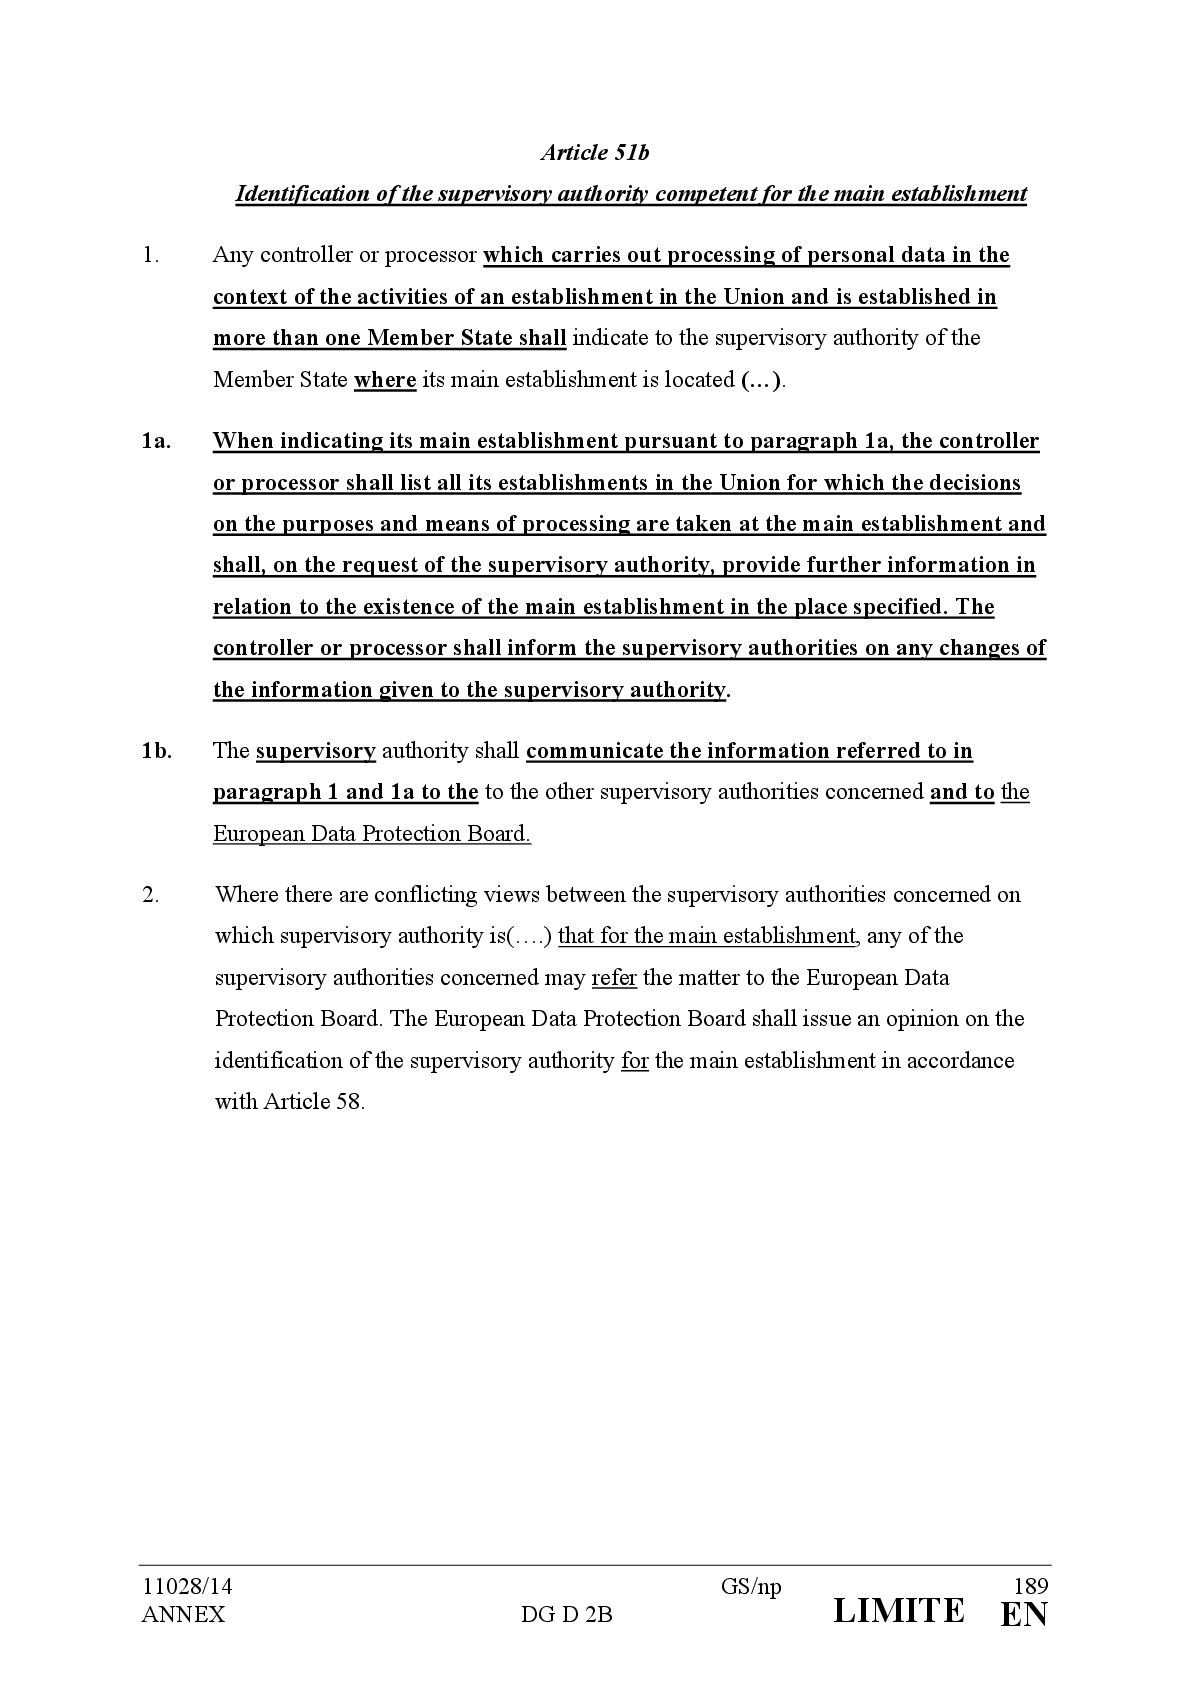 Article 51b
Identification of the supervisory authority competent for the main establishment
1. Any controller or processor which carries out processing of personal data in the
context of the activities of an establishment in the Union and is established in
more than one Member State shall indicate to the supervisory authority of the
Member State where its main establishment is located (…).
1a. When indicating its main establishment pursuant to paragraph 1a, the controller
or processor shall list all its establishments in the Union for which the decisions
on the purposes and means of processing are taken at the main establishment and
shall, on the request of the supervisory authority, provide further information in
relation to the existence of the main establishment in the place specified. The
controller or processor shall inform the supervisory authorities on any changes of
the information given to the supervisory authority.
1b. The supervisory authority shall communicate the information referred to in
paragraph 1 and 1a to the to the other supervisory authorities concerned and to the
European Data Protection Board.
2. Where there are conflicting views between the supervisory authorities concerned on
which supervisory authority is(….) that for the main establishment, any of the
supervisory authorities concerned may refer the matter to the European Data
Protection Board. The European Data Protection Board shall issue an opinion on the
identification of the supervisory authority for the main establishment in accordance
with Article 58.
11028/14 GS/np 189
ANNEX DG D 2B LIMITE EN